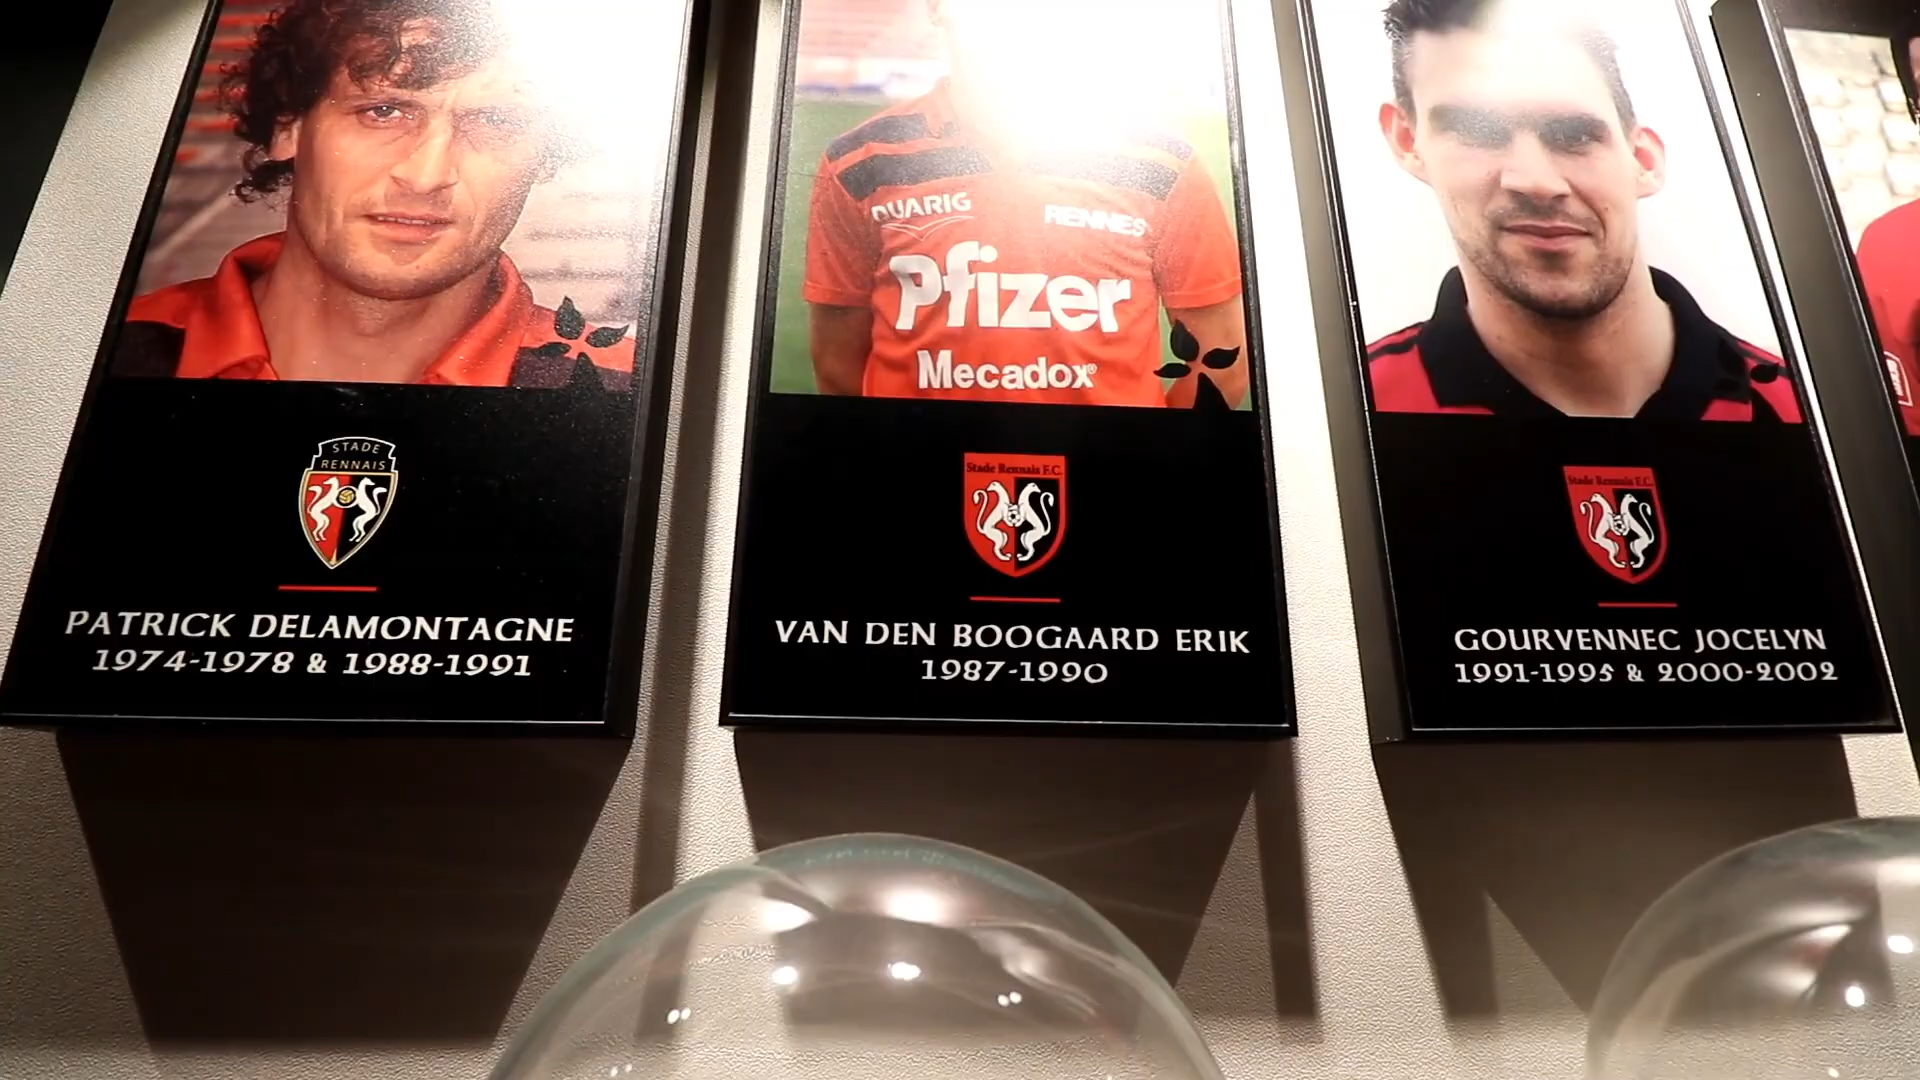 STADE
RENNAIS
PATRICK DELAMONTAGNE
1974-1978 & 1988-1991
DUARIG
RENNES
Pfizer
Mecadox®
Stade Rennais F.C.
VAN DEN BOOGAARD ERIK
1987-1990
Stade Rennais F.C.
GOURVENNEC JOCELYN
1991-1995 & 2000-2002